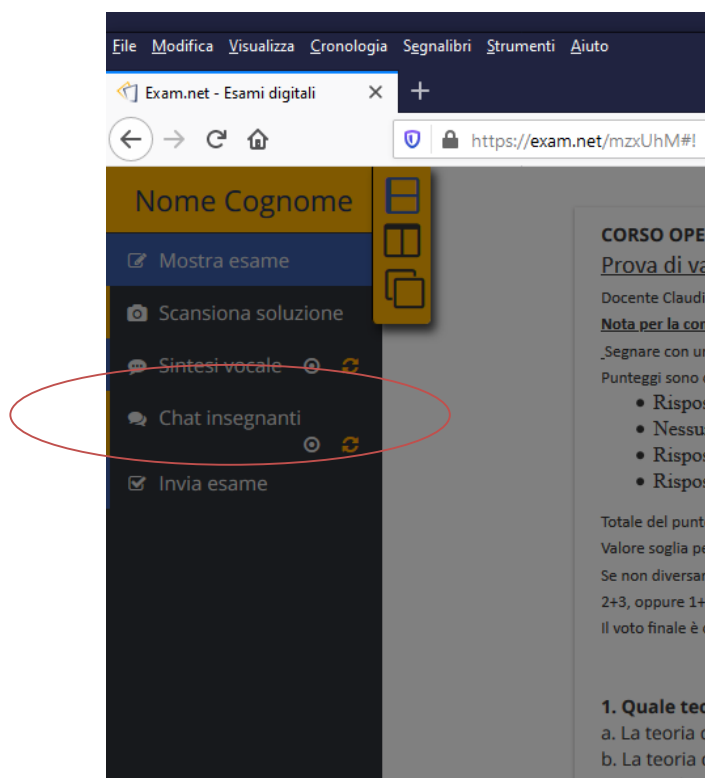 File Modifica Visualizza Cronologia Segnalibri Strumenti Aiuto
Exam.net - Esami digitali
https://exam.net/mzxUhM#!
Nome Cognome
Mostra esame
Scansiona soluzione
Sintesi vocale
Chat insegnanti
Invia esame
CORSO OPE
Prova di va
Docente Claudi
Nota per la cor
Segnare con un
Punteggi sono
• Rispos
• Nessu
• Rispos
• Rispos
Totale del punt
Valore soglia pe
Se non diversar
2+3, oppure 1+
Il voto finale è
1. Quale teo
a. La teoria
b. La teoria